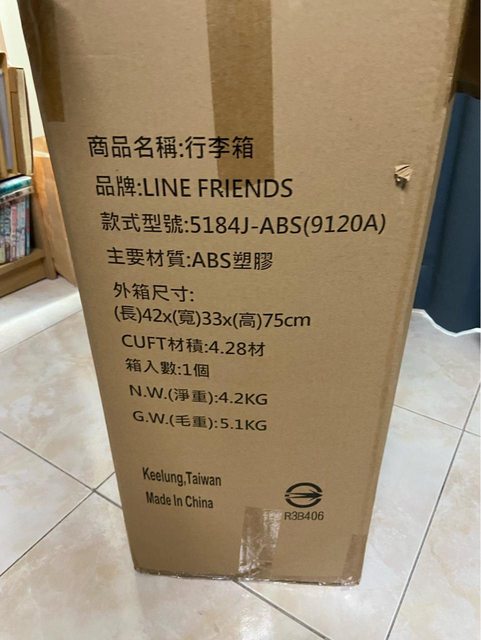 商品名稱:行李箱
品牌:LINE FRIENDS
款式型號:5184J-ABS(9120A)
主要材質:ABS塑膠
外箱尺寸:
(長)42x(寬)33x(高)75cm
CUFT材積:4.28材
箱入數:1個
N.W.(淨重):4.2KG
G.W.(毛重):5.1KG
Keelung,Taiwan
Made In China
R3B406